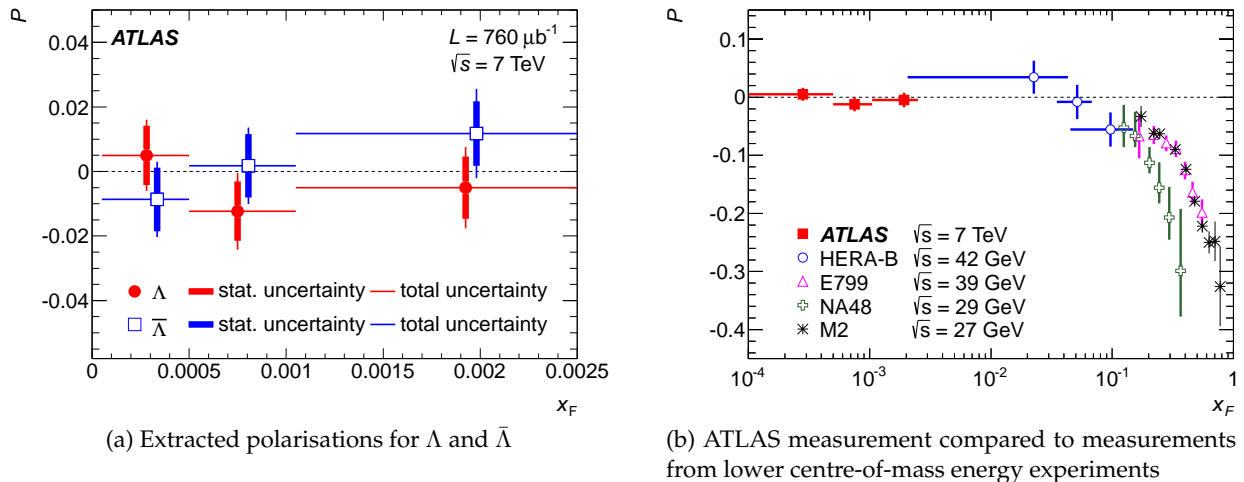 P
0.04
0.02
0
-0.02
-0.04
ATLAS
L = 760 μb⁻¹
√s = 7 TeV
Λ stat. uncertainty total uncertainty
Λ̄ stat. uncertainty total uncertainty
0 0.0005 0.001 0.0015 0.002 0.0025
x_F
(a) Extracted polarisations for Λ and Λ̄
P
0.1
0
-0.1
-0.2
-0.3
-0.4
ATLAS √s = 7 TeV
HERA-B √s = 42 GeV
E799 √s = 39 GeV
NA48 √s = 29 GeV
M2 √s = 27 GeV
10⁻⁴ 10⁻³ 10⁻² 10⁻¹ 1
x_F
(b) ATLAS measurement compared to measurements
from lower centre-of-mass energy experiments